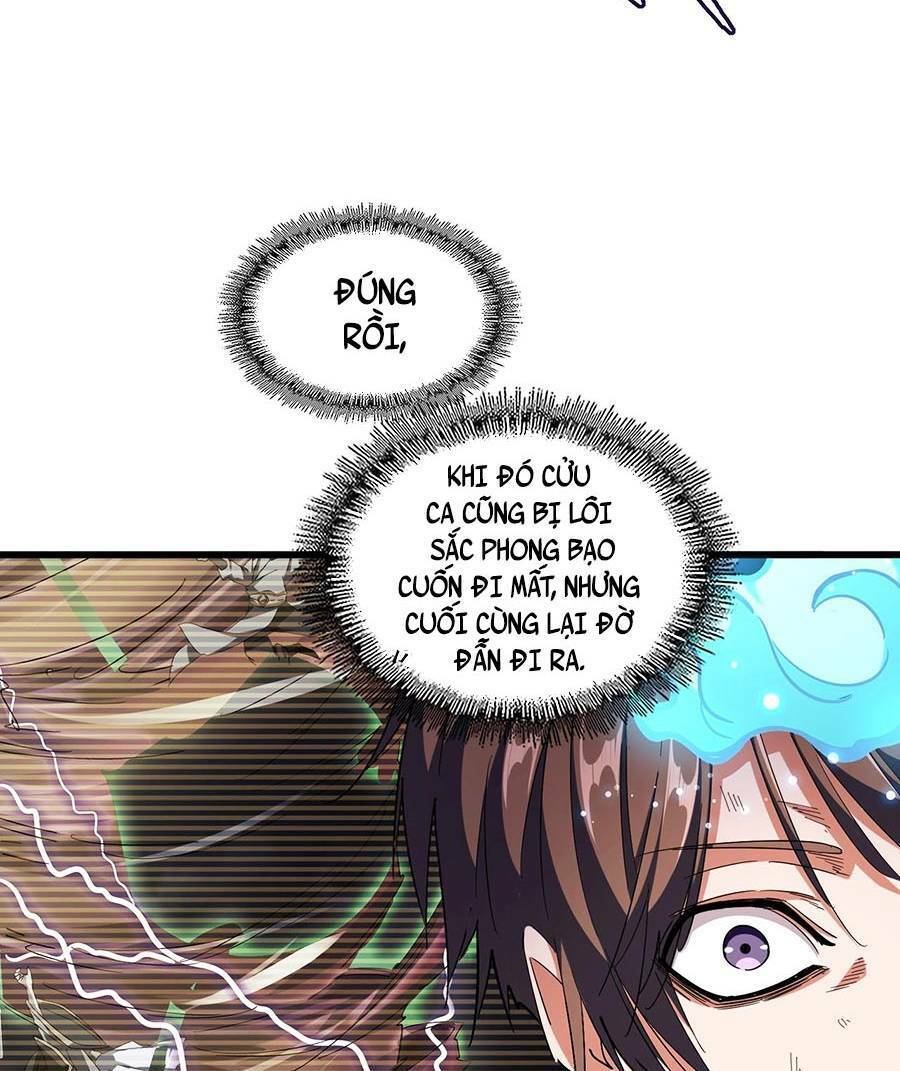 ĐÚNG
RỒI,
KHI ĐÓ CỬU
CA CŨNG BỊ LÔI
SẮC PHONG BẠO
CUỐN ĐI MẤT, NHƯNG
CUỐI CÙNG LẠI ĐỜ
ĐẪN ĐI RA.